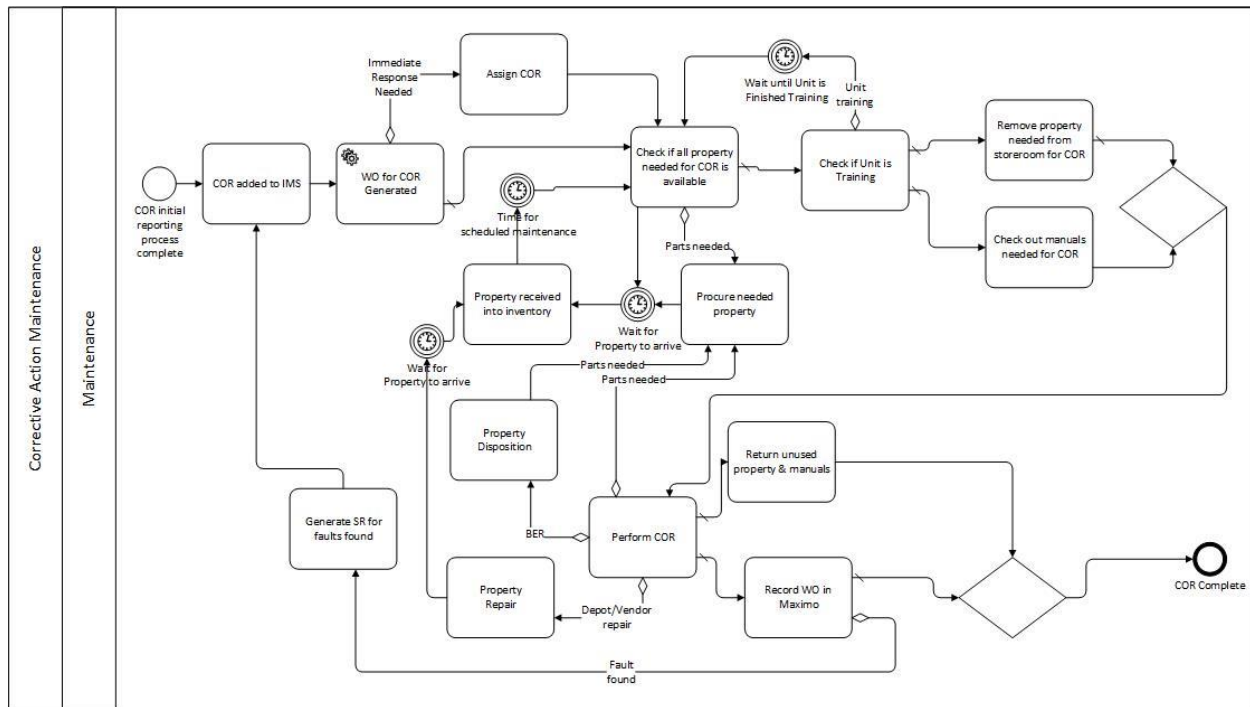 Corrective Action Maintenance
Maintenance
COR initial
reporting
process
complete
COR added to IMS
WO for COR
Generated
Immediate
Response
Needed
Assign COR
Check if all property
needed for COR is
available
Wait until Unit is
Finished Training
Unit
training
Check if Unit is
Training
Remove property
needed from
storeroom for COR
Check out manuals
needed for COR
Time for
scheduled maintenance
Parts needed
Property received
into inventory
Wait for
Property to arrive
Procure needed
property
Wait for
Property to arrive
Parts needed
Parts needed
Property
Disposition
Return unused
property & manuals
Generate SR for
faults found
BER
Perform COR
Property
Repair
Depot/Vendor
repair
Record WO in
Maximo
COR Complete
Fault
found